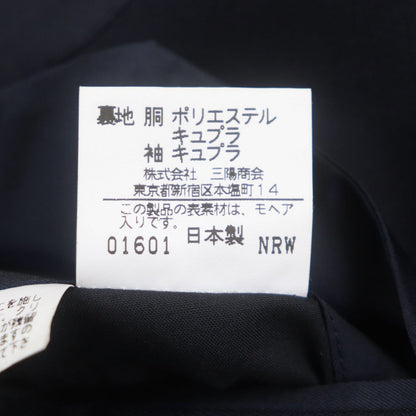 裏地 胴 ポリエステル
キュプラ
袖 キュプラ
株式会社 三陽商会
東京都新宿区本塩町14
この製品の表素材は、モヘア
入りです。
01601 日本製 NRW